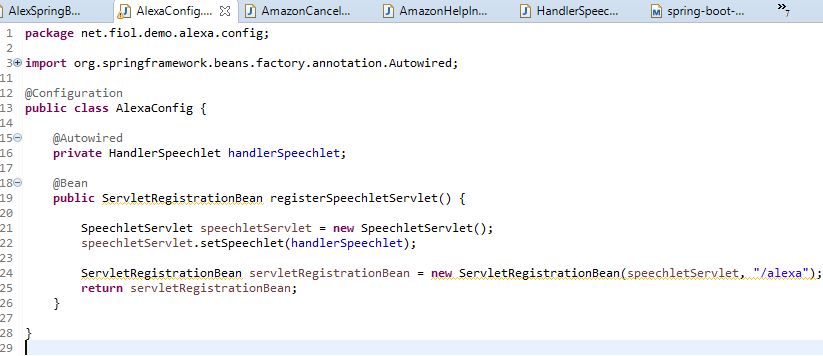 AlexSpringB... AlexaConfig.... AmazonCancel... AmazonHelpIn... HandlerSpeec... spring-boot-... »7
1 package net.fiol.demo.alexa.config;
2
3 import org.springframework.beans.factory.annotation.Autowired;
11
12 @Configuration
13 public class AlexaConfig {
14
15 @Autowired
16 private HandlerSpeechlet handlerSpeechlet;
17
18 @Bean
19 public ServletRegistrationBean registerSpeechletServlet() {
20
21 SpeechletServlet speechletServlet = new SpeechletServlet();
22 speechletServlet.setSpeechlet(handlerSpeechlet);
23
24 ServletRegistrationBean servletRegistrationBean = new ServletRegistrationBean(speechletServlet, "/alexa");
25 return servletRegistrationBean;
26 }
27
28 }
29